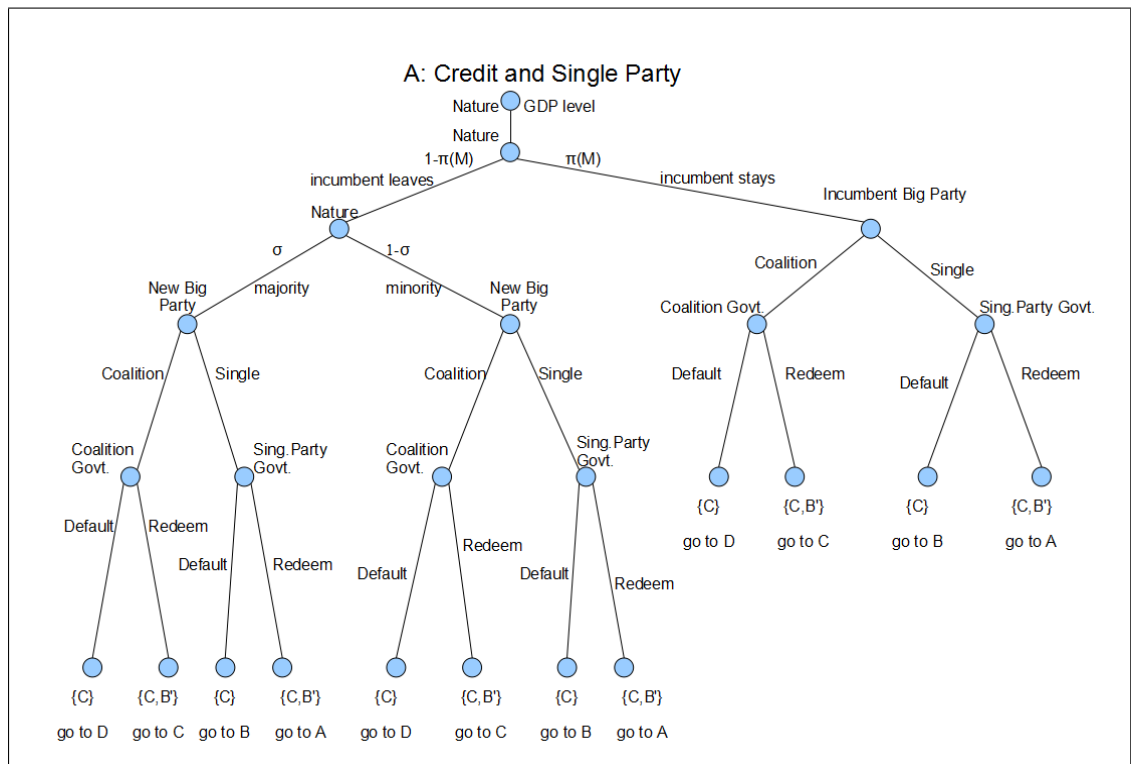 A: Credit and Single Party
Nature
GDP level
Nature
1-π(M)
π(M)
incumbent leaves
incumbent stays
Incumbent Big Party
Nature
σ
1-σ
Coalition
Single
New Big
Party
majority
minority
New Big
Party
Coalition Govt.
Sing.Party Govt.
Coalition
Single
Coalition
Single
Default
Redeem
Default
Redeem
Coalition
Govt.
Sing.Party
Govt.
Coalition
Govt.
Sing.Party
Govt.
{C}
{C,B'}
{C}
{C,B'}
go to D
go to C
go to B
go to A
Default
Redeem
Default
Redeem
Default
Redeem
Default
Redeem
{C}
{C,B'}
{C}
{C,B'}
{C}
{C,B'}
{C}
{C,B'}
go to D
go to C
go to B
go to A
go to D
go to C
go to B
go to A